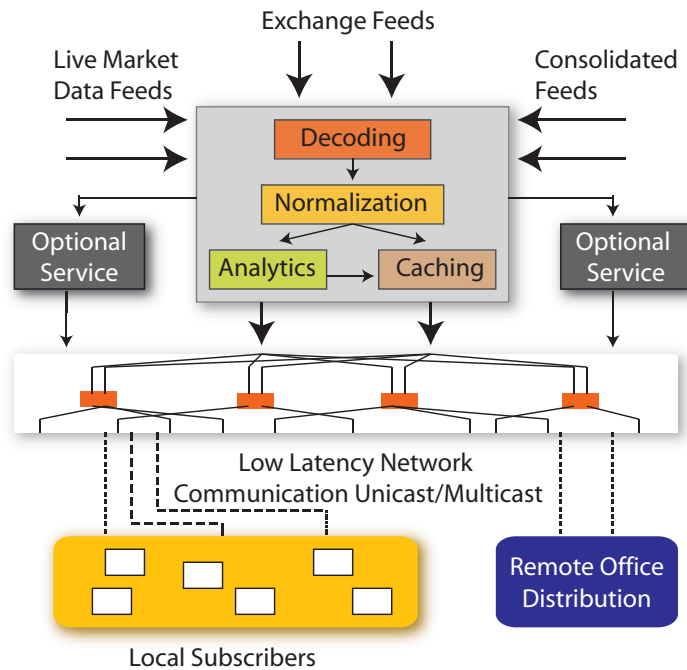 Exchange Feeds
Live Market
Data Feeds
Consolidated
Feeds
Decoding
Normalization
Analytics
Caching
Optional
Service
Optional
Service
Low Latency Network
Communication Unicast/Multicast
Remote Office
Distribution
Local Subscribers